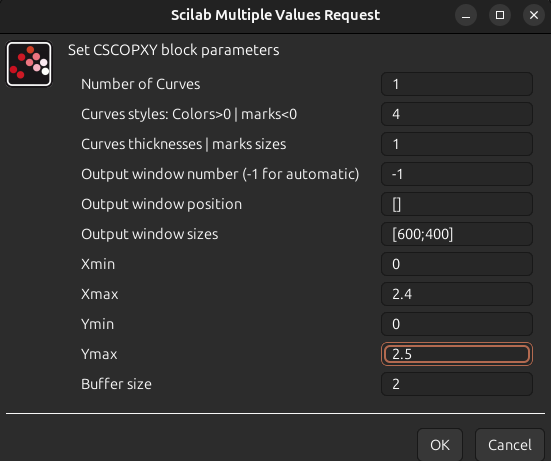 Scilab Multiple Values Request
Set CSCOPXY block parameters
Number of Curves 1
Curves styles: Colors>0 | marks<0 4
Curves thicknesses | marks sizes 1
Output window number (-1 for automatic) -1
Output window position []
Output window sizes [600;400]
Xmin 0
Xmax 2.4
Ymin 0
Ymax 2.5
Buffer size 2
OK Cancel